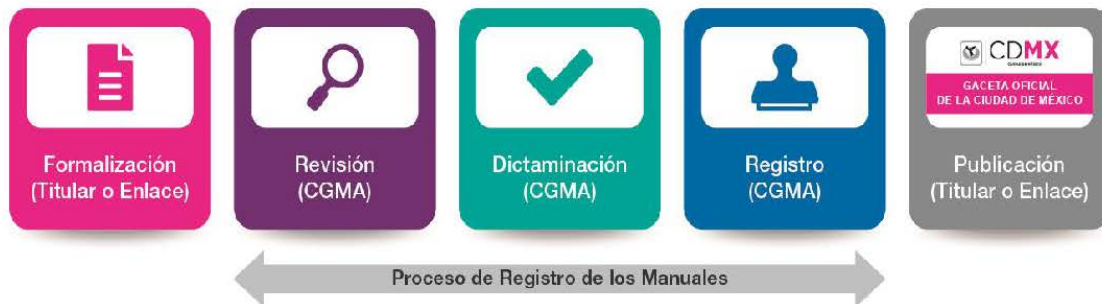 CDMX
GACETA OFICIAL
DE LA CIUDAD DE MÉXICO
Formalización
(Titular o Enlace)
Revisión
(CGMA)
Dictaminación
(CGMA)
Registro
(CGMA)
Publicación
(Titular o Enlace)
Proceso de Registro de los Manuales